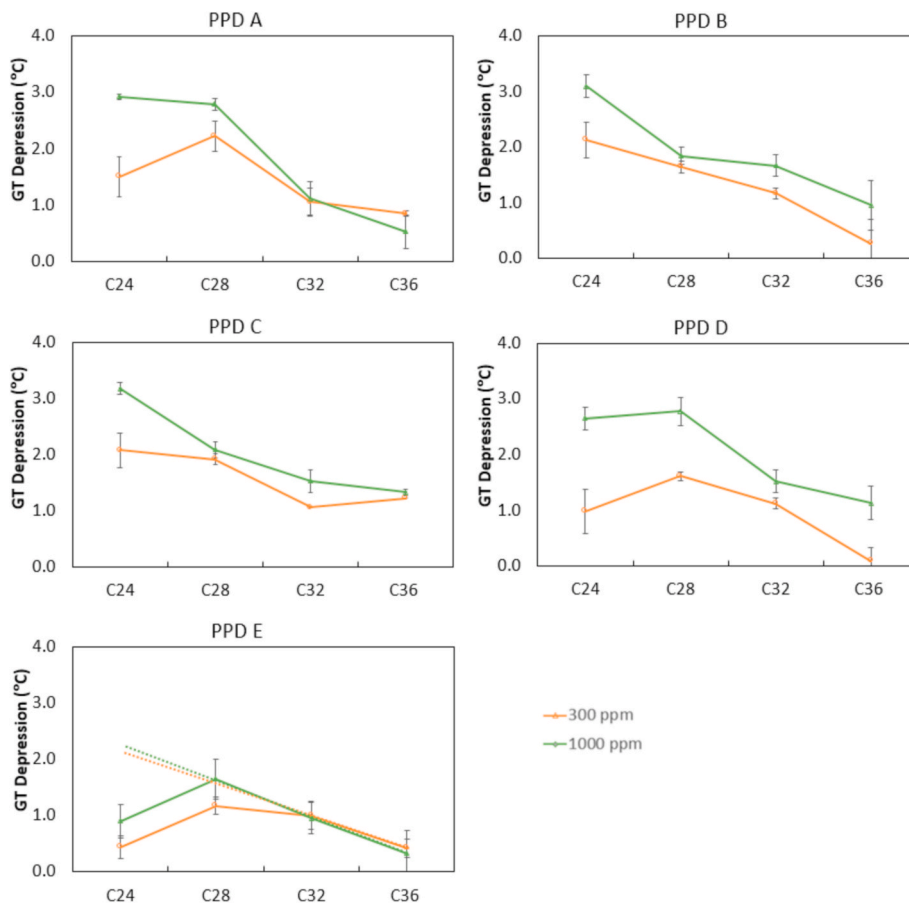 PPD A
4.0
3.0
2.0
1.0
0.0
GT Depression (°C)
C24 C28 C32 C36
PPD B
4.0
3.0
2.0
1.0
0.0
GT Depression (°C)
C24 C28 C32 C36
PPD C
4.0
3.0
2.0
1.0
0.0
GT Depression (°C)
C24 C28 C32 C36
PPD D
4.0
3.0
2.0
1.0
0.0
GT Depression (°C)
C24 C28 C32 C36
PPD E
4.0
3.0
2.0
1.0
0.0
GT Depression (°C)
C24 C28 C32 C36
300 ppm
1000 ppm